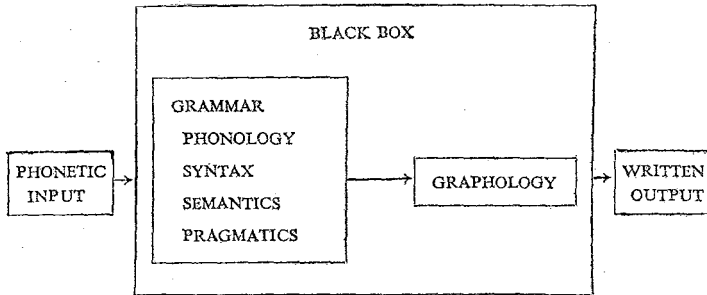 BLACK BOX
GRAMMAR
PHONOLOGY
SYNTAX
SEMANTICS
PRAGMATICS
PHONETIC
INPUT
GRAPHOLOGY
WRITTEN
OUTPUT